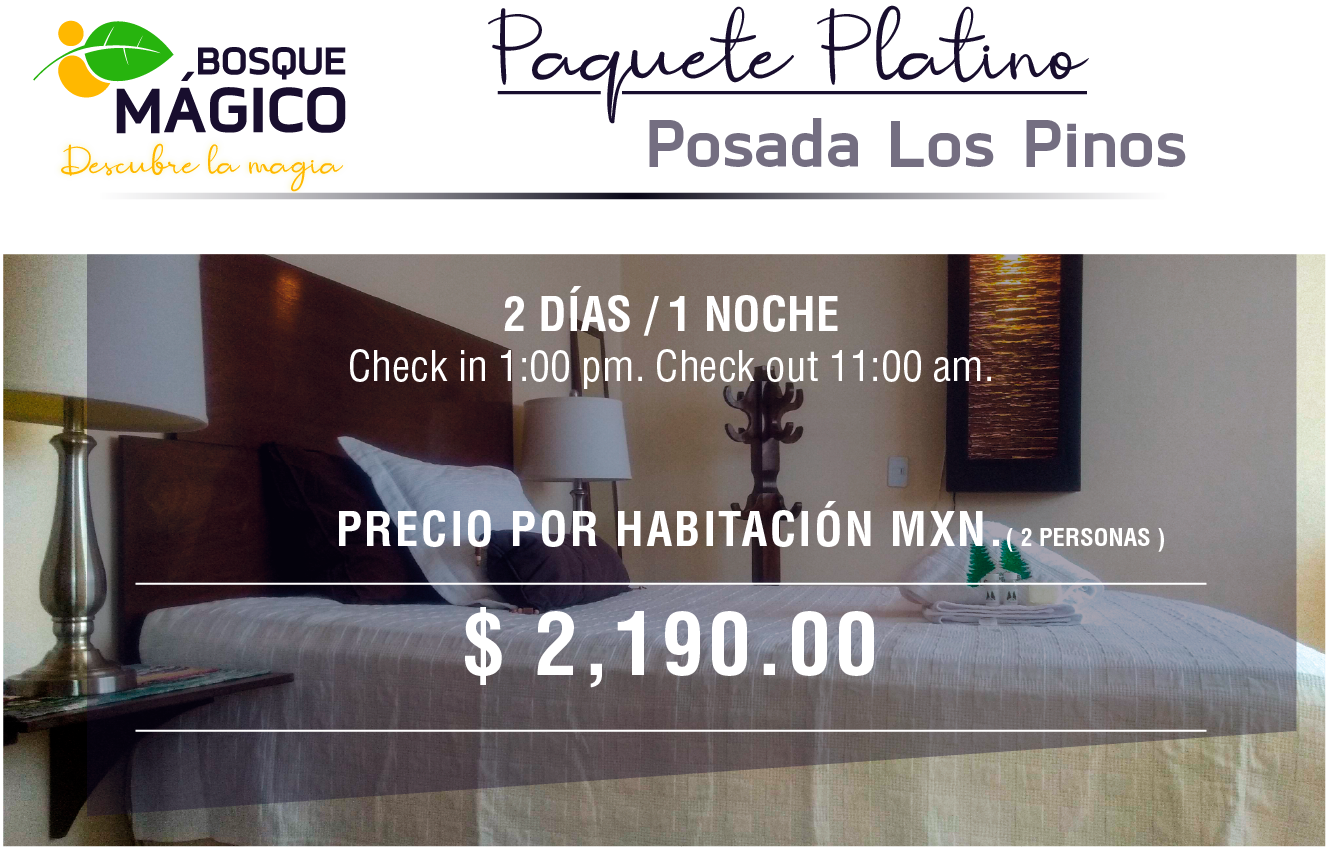 BOSQUE
MÁGICO
Descubre la magia
Paquete Platino
Posada Los Pinos
2 DÍAS / 1 NOCHE
Check in 1:00 pm. Check out 11:00 am.
PRECIO POR HABITACIÓN MXN. ( 2 PERSONAS )
$ 2,190.00